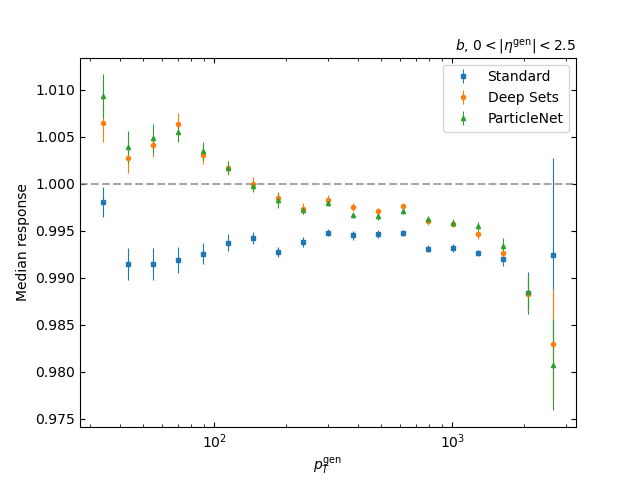 b, 0 < |η^gen| < 2.5
Standard
Deep Sets
ParticleNet
1.010
1.005
1.000
0.995
0.990
0.985
0.980
0.975
Median response
10^2
10^3
p_T^gen